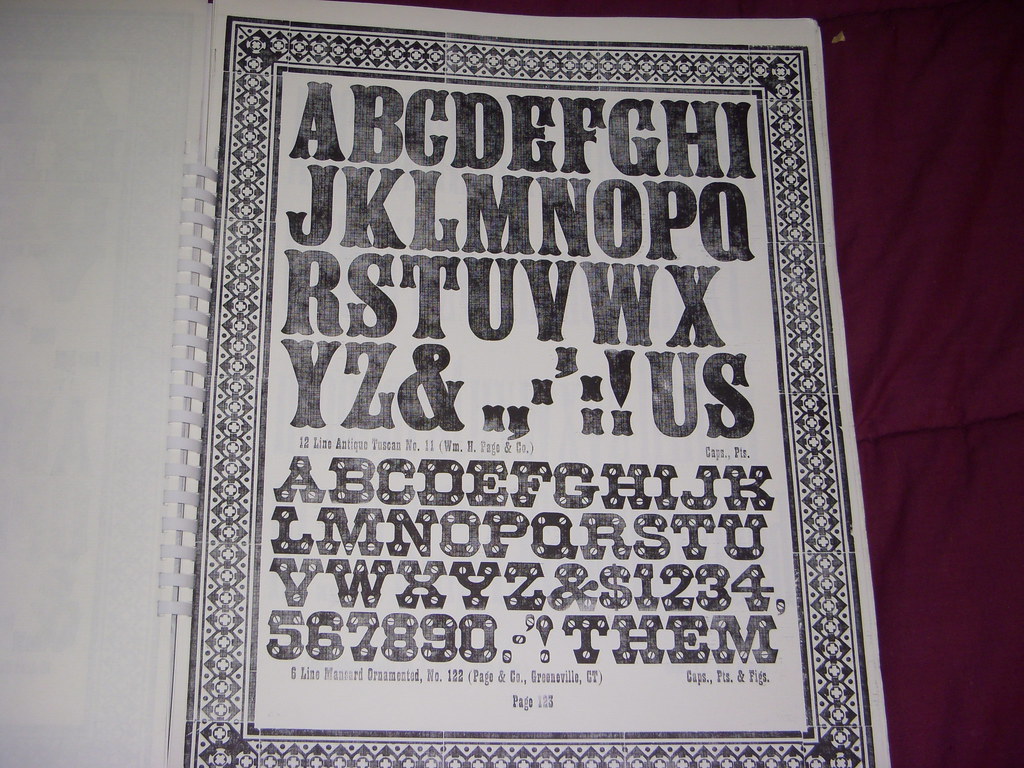 ABCDEFGHI
JKLMNOPQ
RSTUVWX
YZ& .,-':!US
12 Line Antique Tuscan No. 11 (Wm. H. Page & Co.) Caps., Pts.
ABCDEFGHIJK
LMNOPQRSTU
VWXYZ&$1234,
567890.-'!THEM
6 Line Mansard Ornamented, No. 122 (Page & Co., Greeneville, CT) Caps., Pts. & Figs.
Page 123